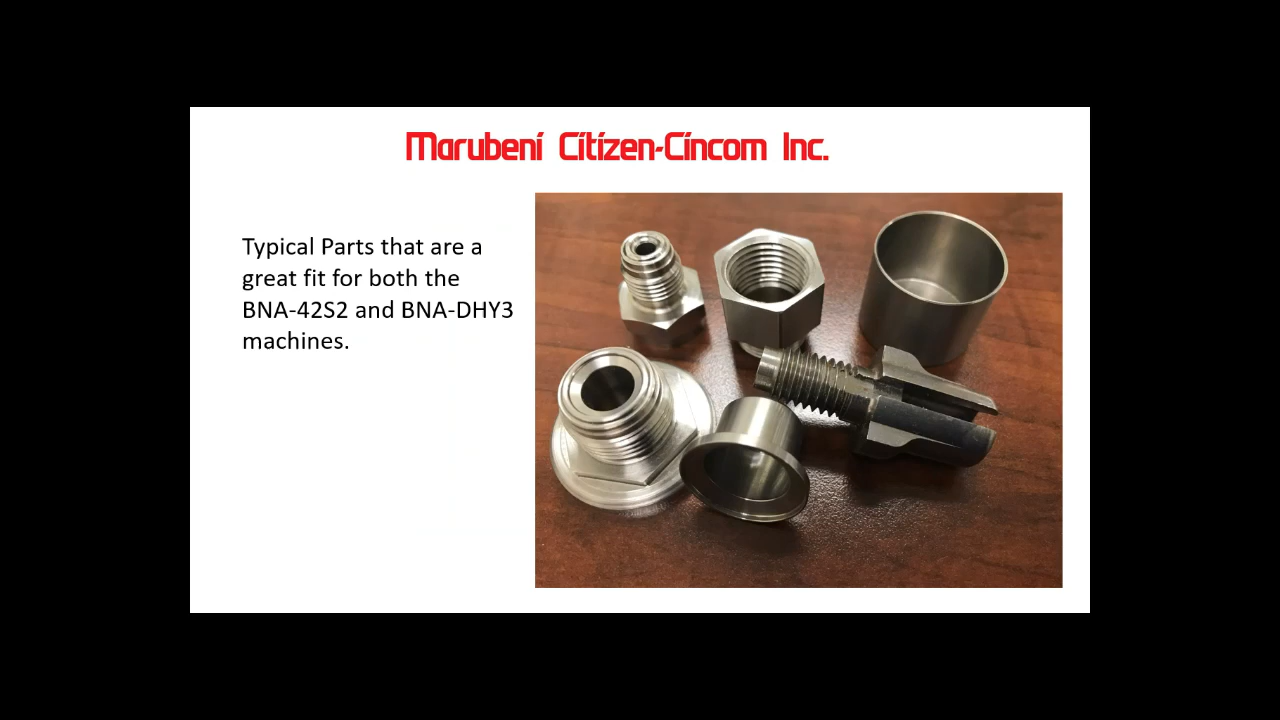 Marubeni Citizen-Cincom Inc.
Typical Parts that are a
great fit for both the
BNA-42S2 and BNA-DHY3
machines.